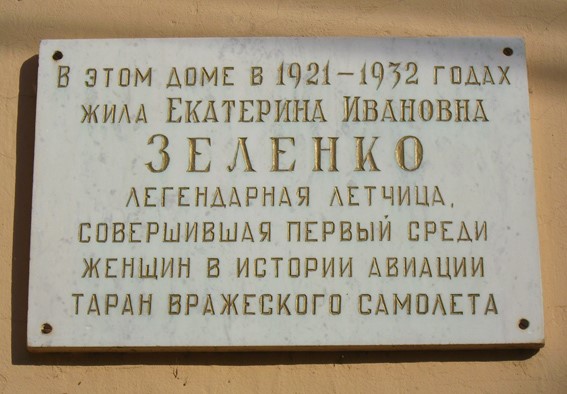 В ЭТОМ ДОМЕ В 1921-1932 ГОДАХ
ЖИЛА ЕКАТЕРИНА ИВАНОВНА
ЗЕЛЕНКО
ЛЕГЕНДАРНАЯ ЛЕТЧИЦА,
СОВЕРШИВШАЯ ПЕРВЫЙ СРЕДИ
ЖЕНЩИН В ИСТОРИИ АВИАЦИИ
ТАРАН ВРАЖЕСКОГО САМОЛЕТА